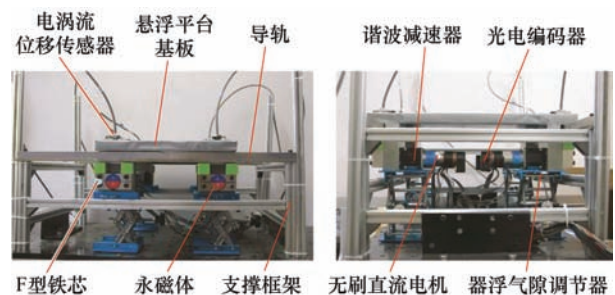 电涡流
位移传感器
悬浮平台
基板
导轨
谐波减速器
光电编码器
F型铁芯
永磁体
支撑框架
无刷直流电机
器浮气隙调节器